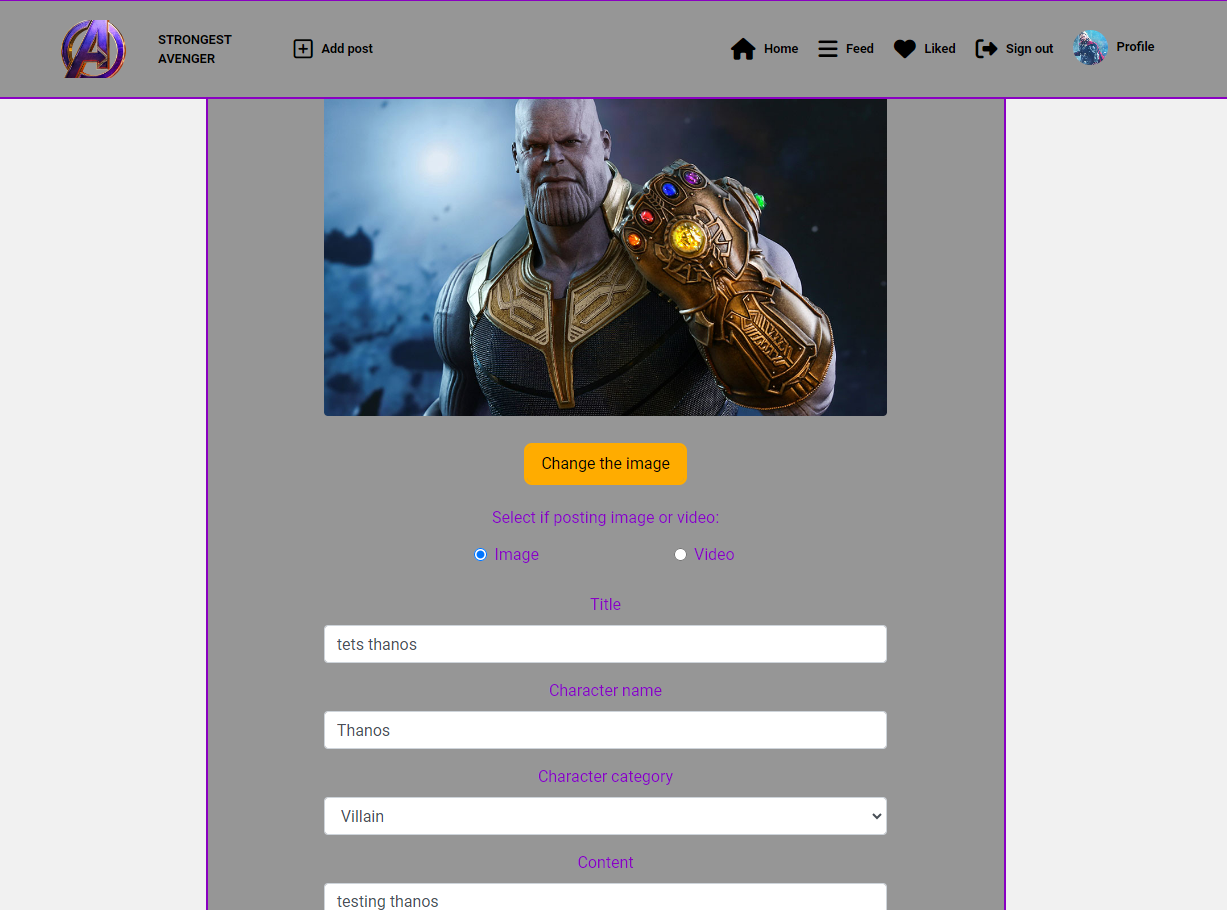 STRONGEST
AVENGER
Add post
Home
Feed
Liked
Sign out
Profile
Change the image
Select if posting image or video:
Image
Video
Title
tets thanos
Character name
Thanos
Character category
Villain
Content
testing thanos